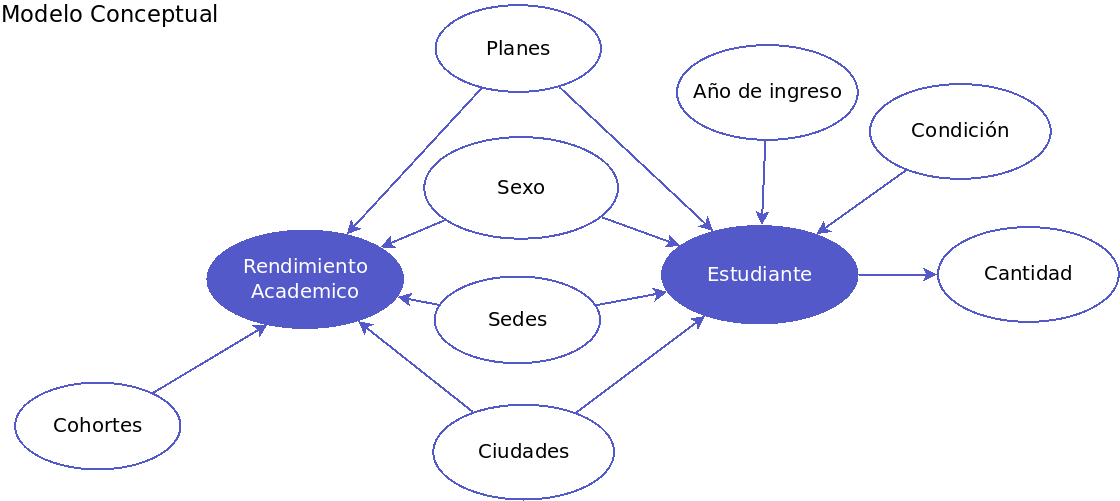 Modelo Conceptual
Planes
Año de ingreso
Condición
Sexo
Rendimiento
Academico
Estudiante
Cantidad
Sedes
Cohortes
Ciudades